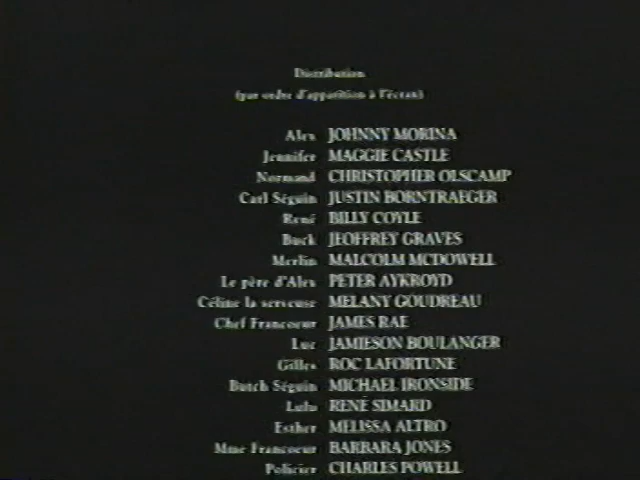 Distribution
(par ordre d'apparition à l'écran)
Alex JOHNNY MORINA
Jennifer MAGGIE CASTLE
Normand CHRISTOPHER OLSCAMP
Carl Séguin JUSTIN BORNTRAEGER
René BILLY COYLE
Buck JEOFFREY GRAVES
Merlin MALCOLM MCDOWELL
Le père d'Alex PETER AYKROYD
Céline la serveuse MELANY GOUDREAU
Chef Francoeur JAMES RAE
Luc JAMIESON BOULANGER
Gilles ROC LAFORTUNE
Butch Séguin MICHAEL IRONSIDE
Lulu RENÉ SIMARD
Esther MELISSA ALTRO
Mme Francoeur BARBARA JONES
Policier CHARLES POWELL